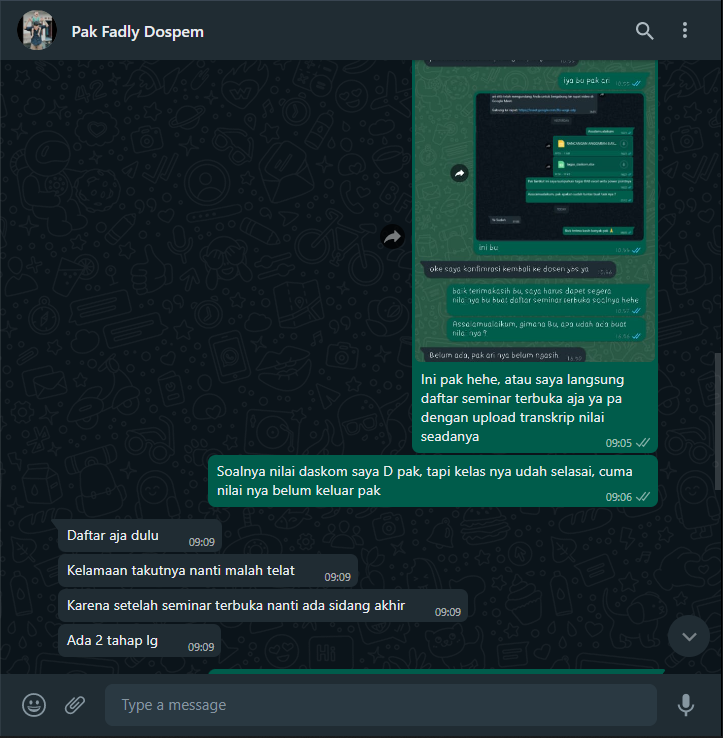 Pak Fadly Dospem
iya bu pak ari
Google Meet
ini bu
oke saya konfirmasi kembali ke dosen ybs ya
baik terimakasih bu, saya harus dapet segera
nilai nya bu buat daftar seminar terbuka soalnya hehe
Assalamualaikum, gimana Bu, apa udah ada buat
nilai nya ?
Belum ada, pak ari nya belum ngasih
Ini pak hehe, atau saya langsung
daftar seminar terbuka aja ya pa
dengan upload transkrip nilai
seadanya
09:05
Soalnya nilai daskom saya D pak, tapi kelas nya udah selasai, cuma
nilai nya belum keluar pak
09:06
Daftar aja dulu
09:09
Kelamaan takutnya nanti malah telat
09:09
Karena setelah seminar terbuka nanti ada sidang akhir
09:09
Ada 2 tahap lg
09:09
Type a message